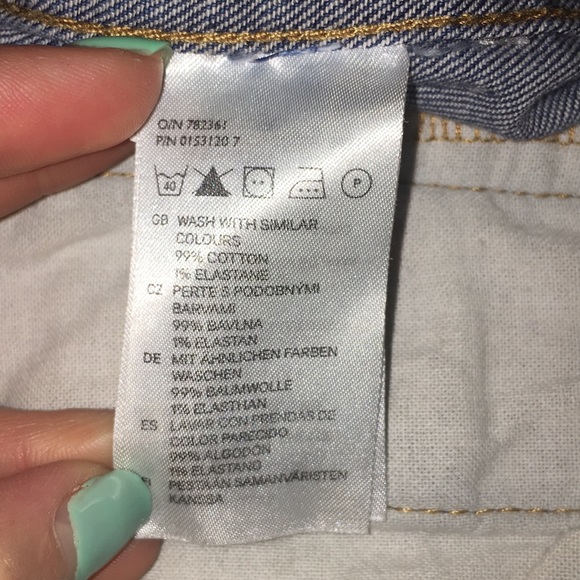 O/N 782361
P/N 0153120 7
40 P
GB WASH WITH SIMILAR
COLOURS
99% COTTON
1% ELASTANE
CZ PERTE S PODOBNYMI
BARVAMI
99% BAVLNA
1% ELASTAN
DE MIT ÄHNLICHEN FARBEN
WASCHEN
99% BAUMWOLLE
1% ELASTHAN
ES LAVAR CON PRENDAS DE
COLOR PARECIDO
99% ALGODÓN
1% ELASTANO
PESTÄÄN SAMANVÄRISTEN
KANSSA